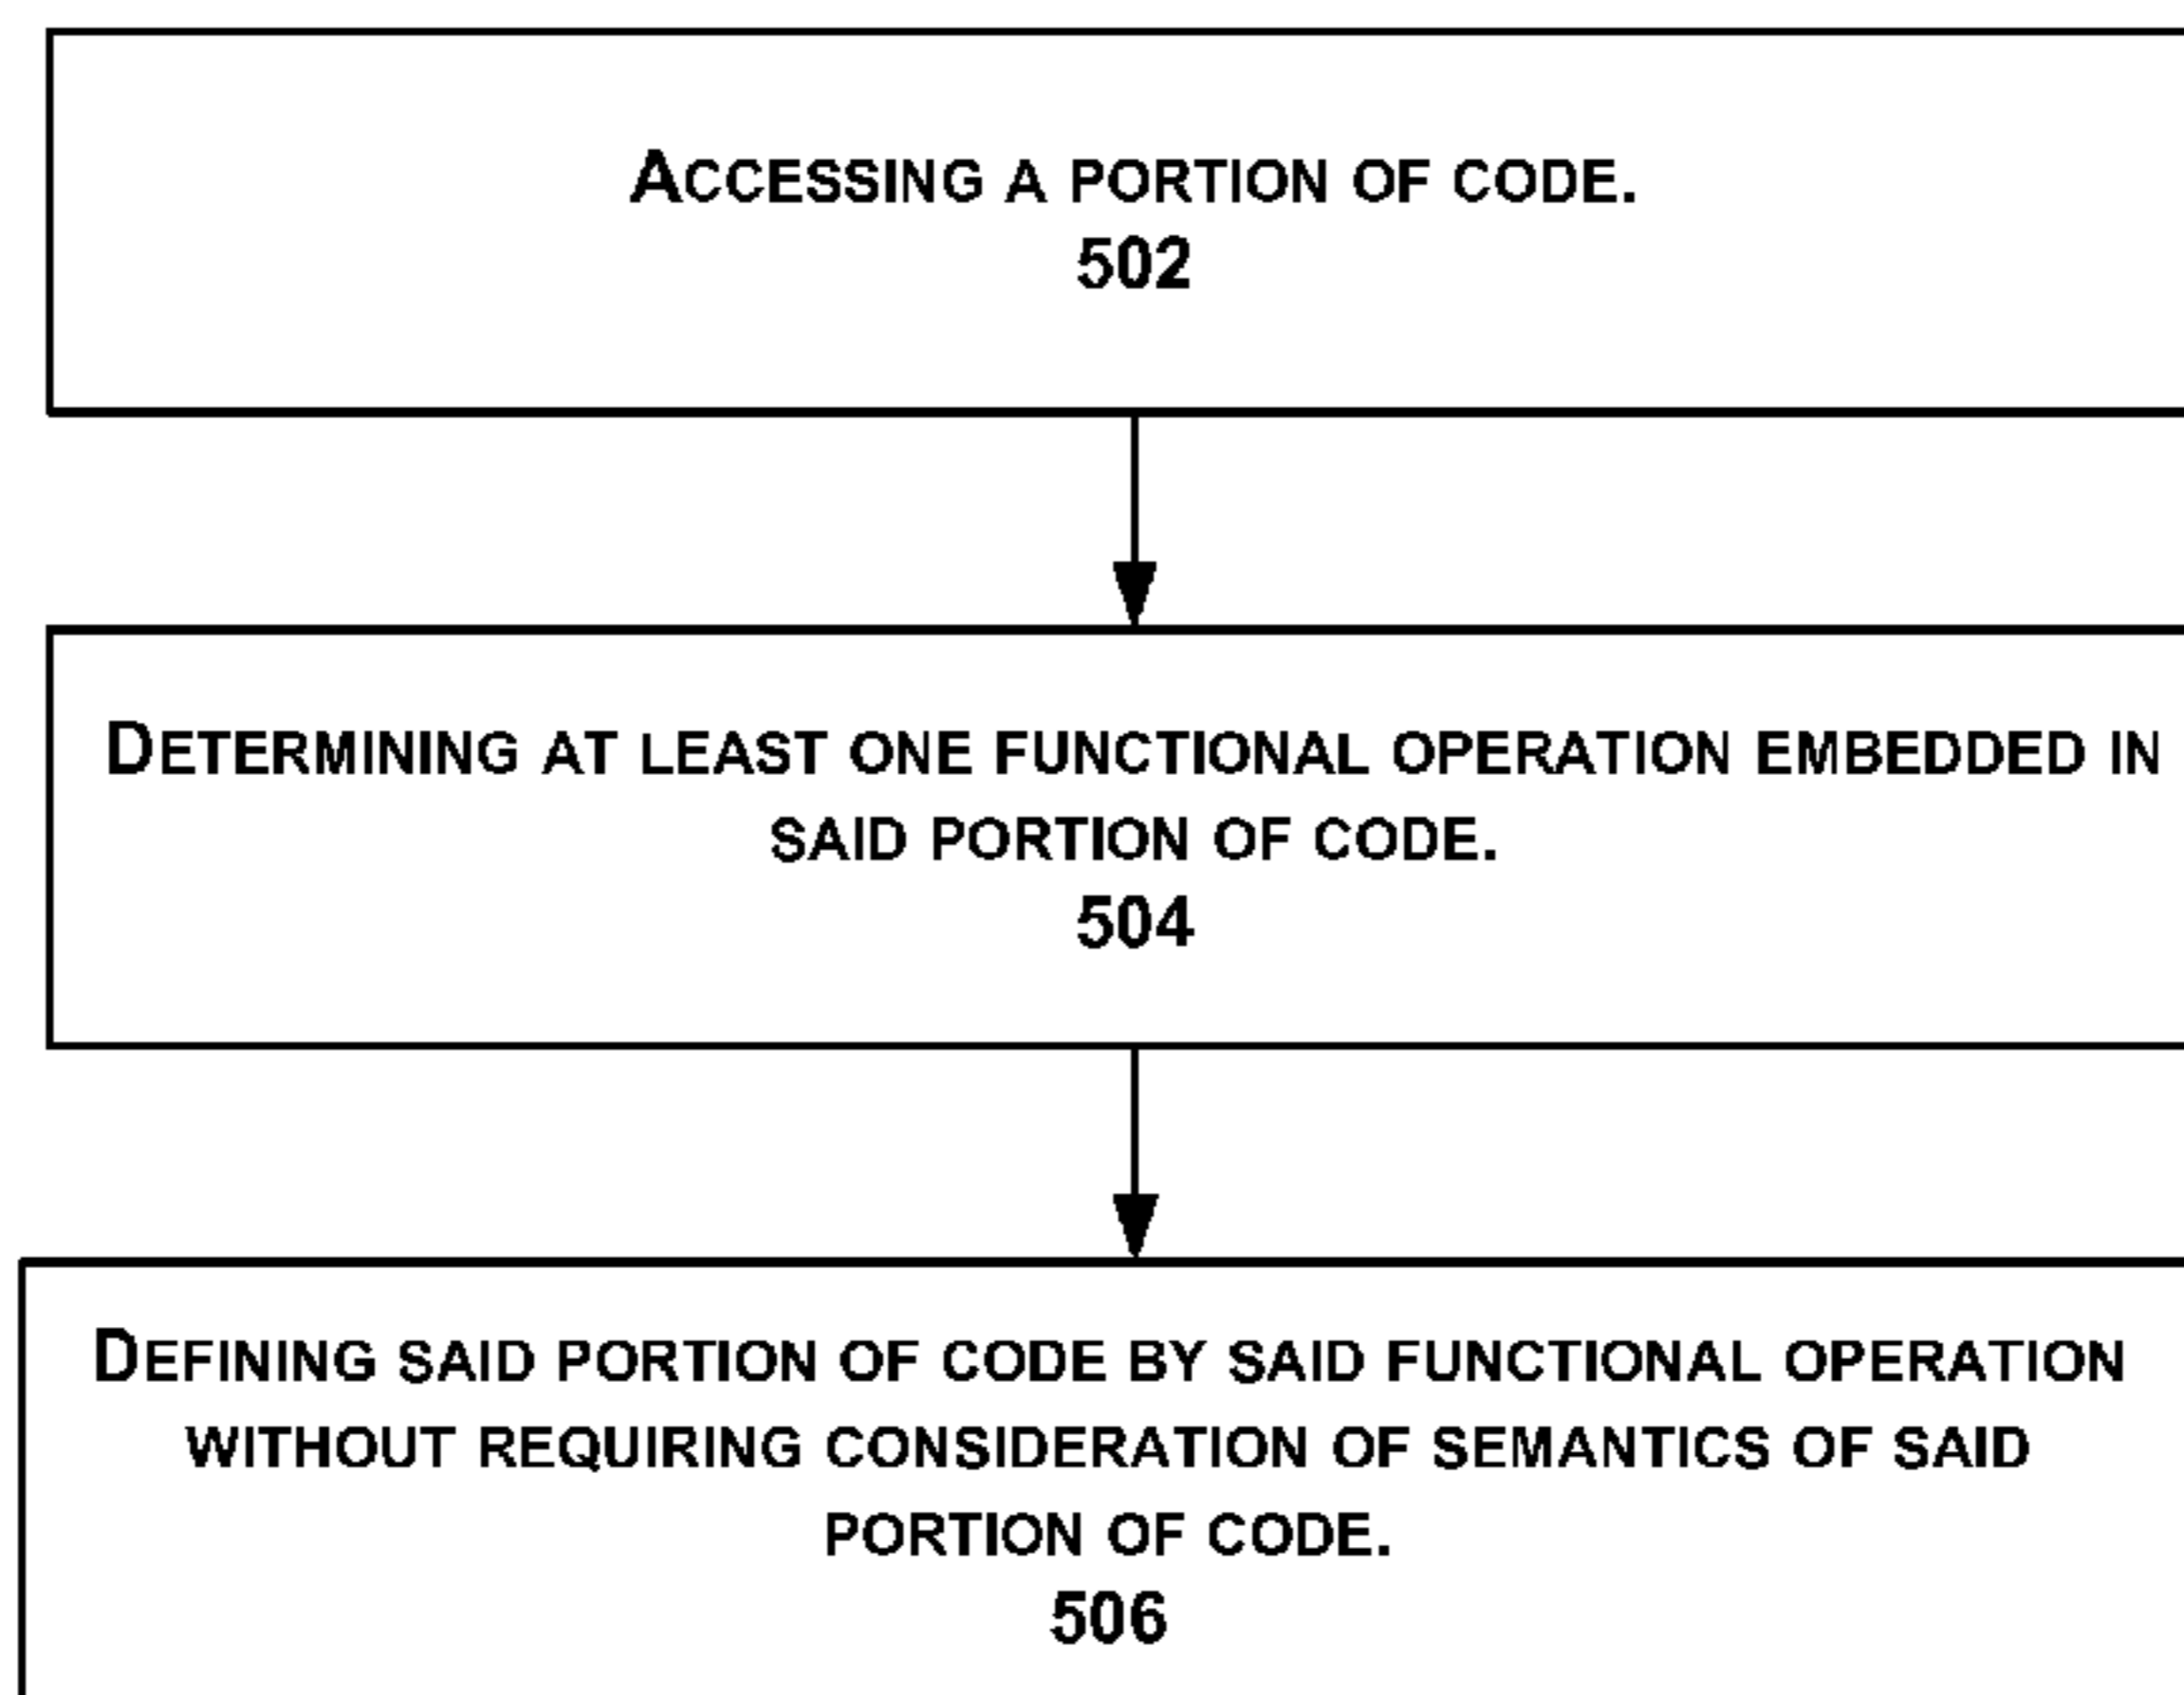 ACCESSING A PORTION OF CODE.
502
DETERMINING AT LEAST ONE FUNCTIONAL OPERATION EMBEDDED IN
SAID PORTION OF CODE.
504
DEFINING SAID PORTION OF CODE BY SAID FUNCTIONAL OPERATION
WITHOUT REQUIRING CONSIDERATION OF SEMANTICS OF SAID
PORTION OF CODE.
506